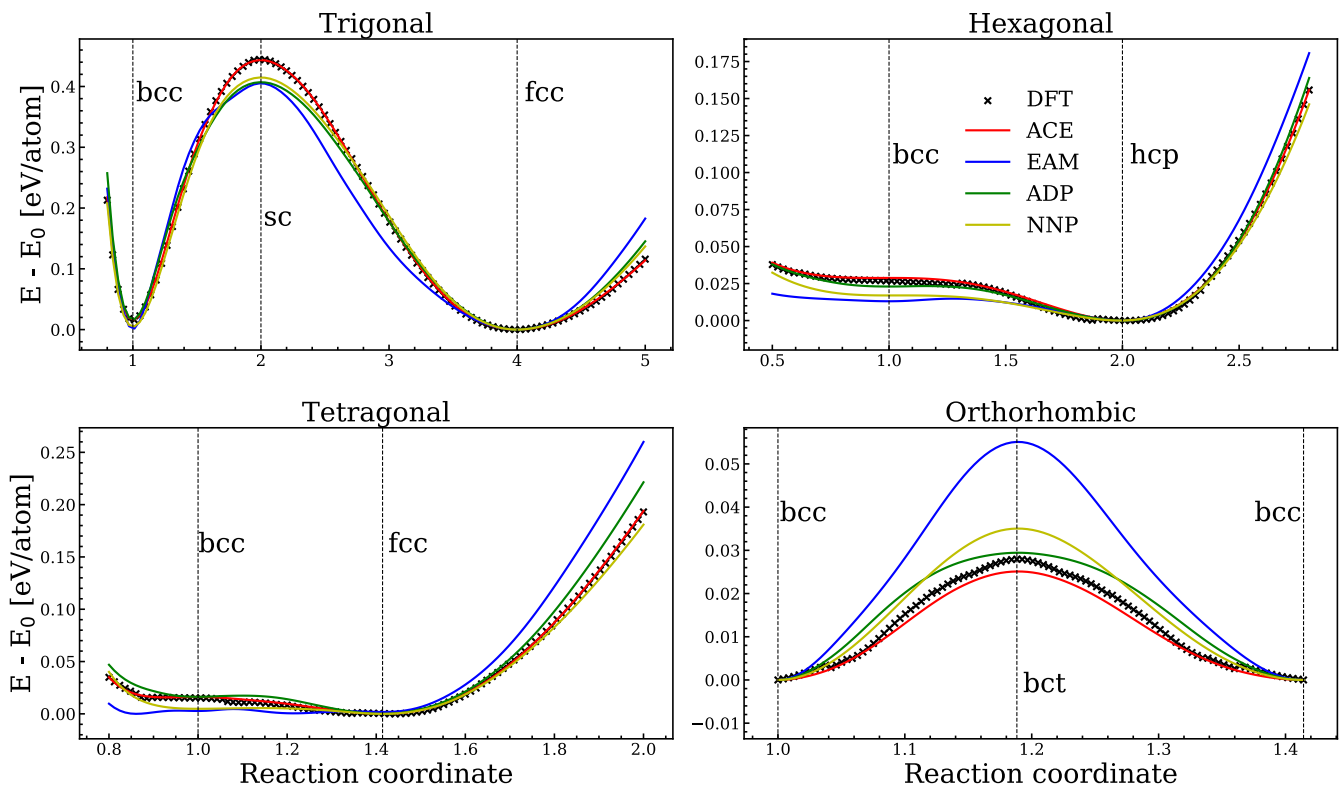 Trigonal
E - E0 [eV/atom]
0.4
0.3
0.2
0.1
0.0
bcc
sc
fcc
1 2 3 4 5
Hexagonal
0.175
0.150
0.125
0.100
0.075
0.050
0.025
0.000
bcc
hcp
DFT
ACE
EAM
ADP
NNP
0.5 1.0 1.5 2.0 2.5
Tetragonal
E - E0 [eV/atom]
0.25
0.20
0.15
0.10
0.05
0.00
bcc
fcc
0.8 1.0 1.2 1.4 1.6 1.8 2.0
Reaction coordinate
Orthorhombic
0.05
0.04
0.03
0.02
0.01
0.00
−0.01
bcc
bcc
bct
1.0 1.1 1.2 1.3 1.4
Reaction coordinate